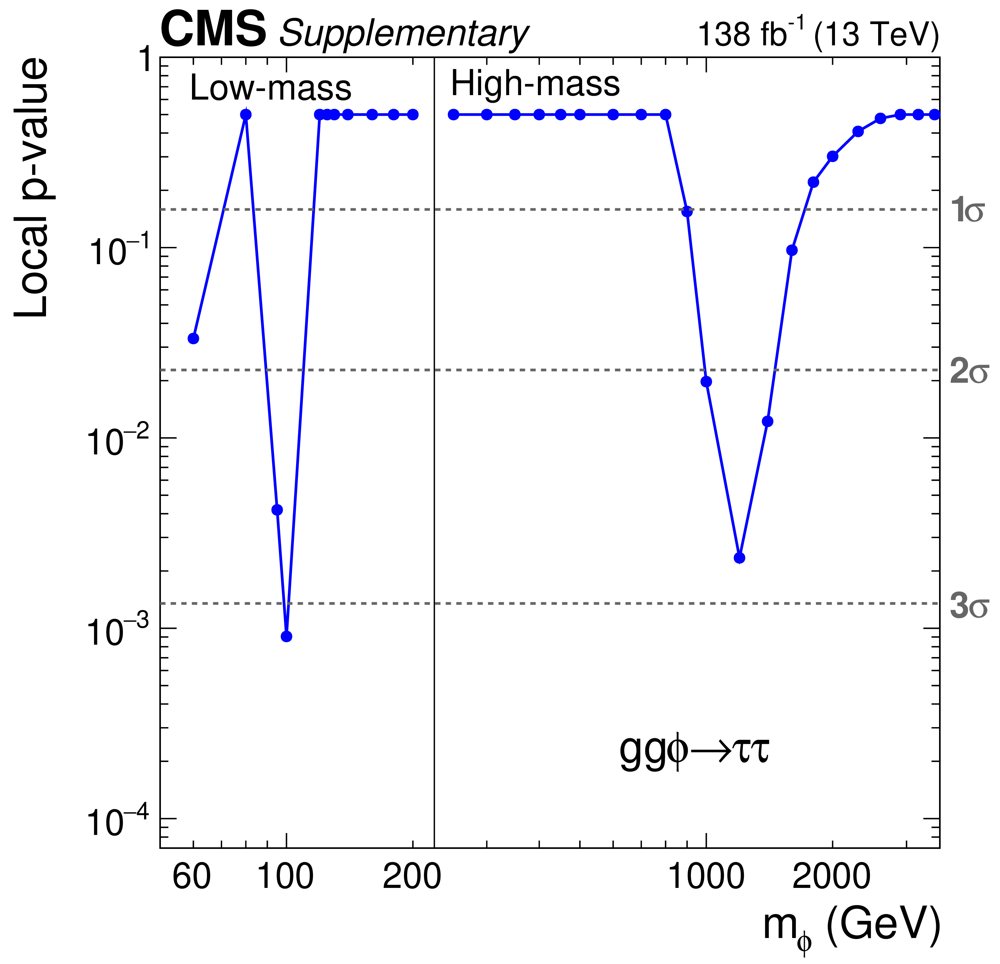 CMS Supplementary 138 fb⁻¹ (13 TeV)
Local p-value
1
10⁻¹
10⁻²
10⁻³
10⁻⁴
Low-mass High-mass
1σ
2σ
3σ
ggϕ→ττ
60 100 200 1000 2000
m_ϕ (GeV)